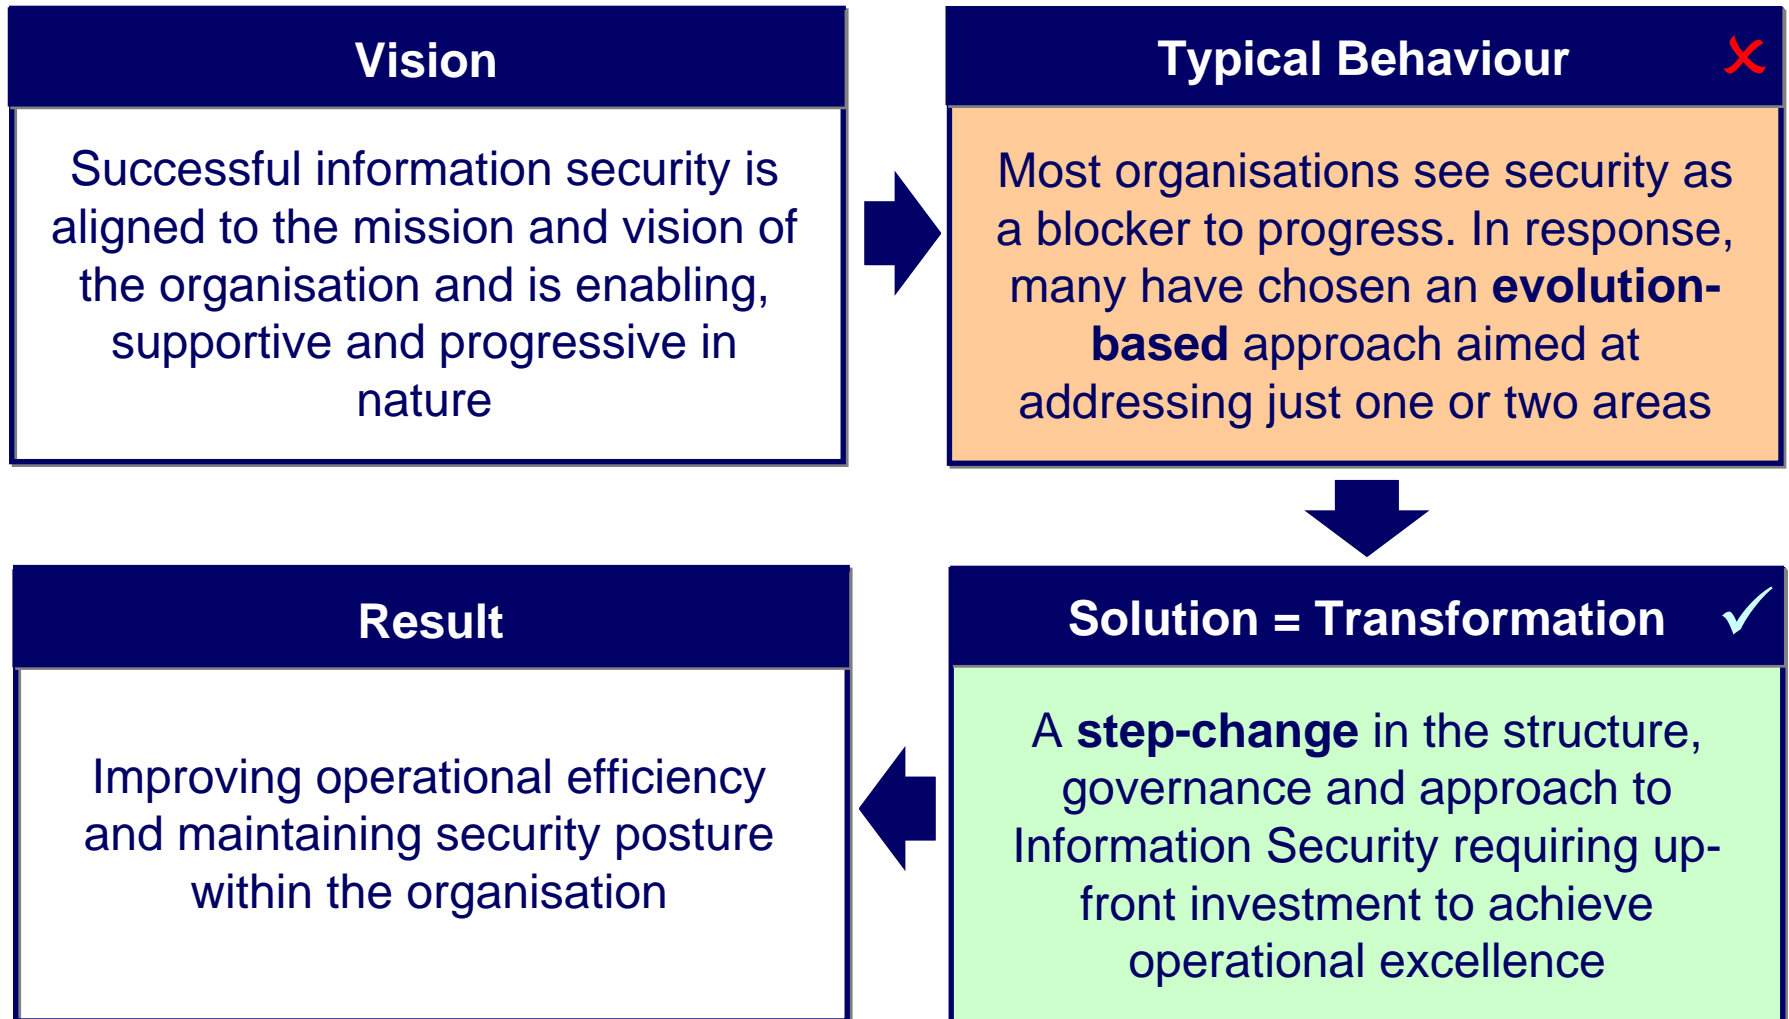 Vision
Successful information security is
aligned to the mission and vision of
the organisation and is enabling,
supportive and progressive in
nature
Typical Behaviour
Most organisations see security as
a blocker to progress. In response,
many have chosen an evolution-
based approach aimed at
addressing just one or two areas
Solution = Transformation
A step-change in the structure,
governance and approach to
Information Security requiring up-
front investment to achieve
operational excellence
Result
Improving operational efficiency
and maintaining security posture
within the organisation